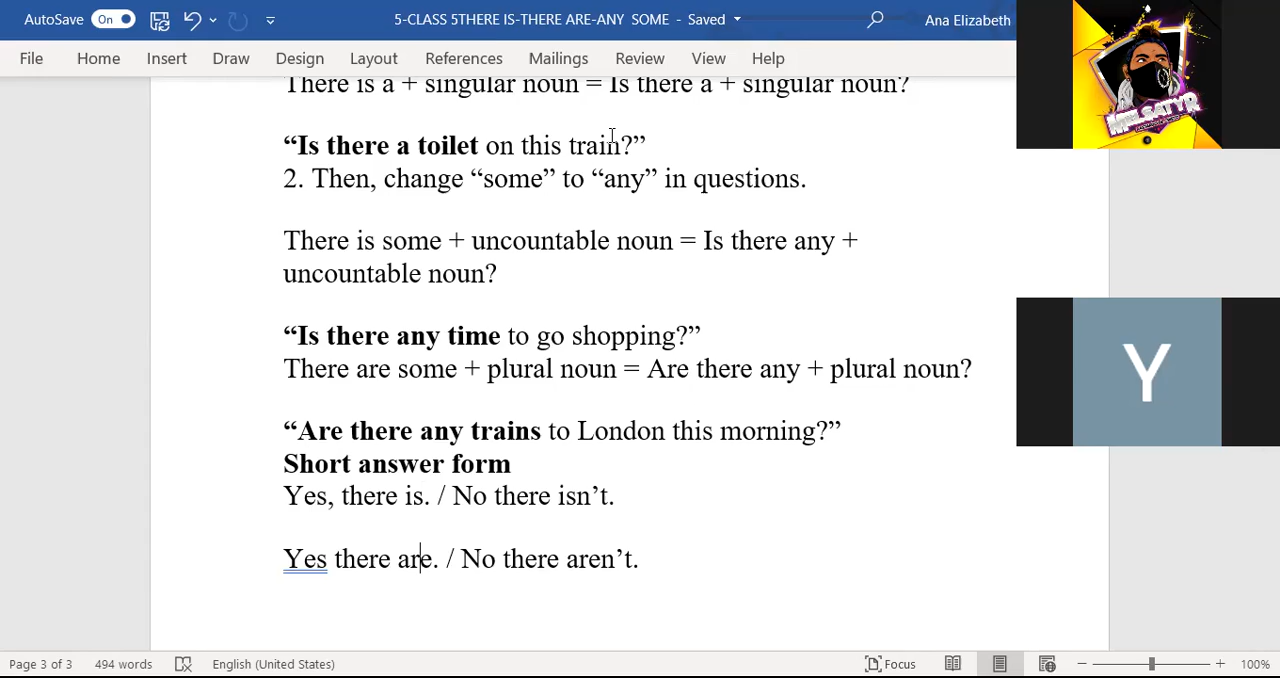 AutoSave On 5-CLASS 5THERE IS-THERE ARE-ANY SOME - Saved Ana Elizabeth
File Home Insert Draw Design Layout References Mailings Review View Help
There is a + singular noun = Is there a + singular noun?
“Is there a toilet on this train?”
2. Then, change “some” to “any” in questions.
There is some + uncountable noun = Is there any +
uncountable noun?
“Is there any time to go shopping?”
There are some + plural noun = Are there any + plural noun?
“Are there any trains to London this morning?”
Short answer form
Yes, there is. / No there isn’t.
Yes there are. / No there aren’t.
Y
Page 3 of 3 494 words English (United States) Focus 100%